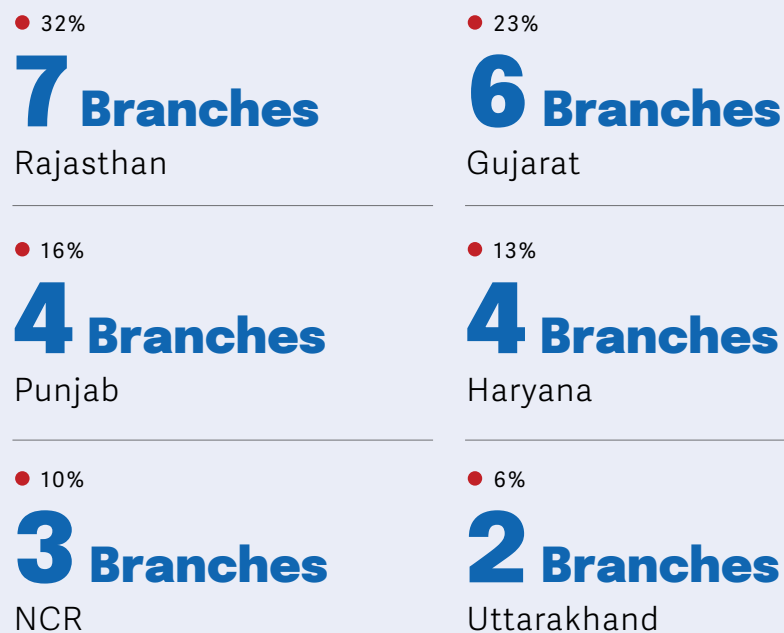 32%
7 Branches
Rajasthan
23%
6 Branches
Gujarat
16%
4 Branches
Punjab
13%
4 Branches
Haryana
10%
3 Branches
NCR
6%
2 Branches
Uttarakhand